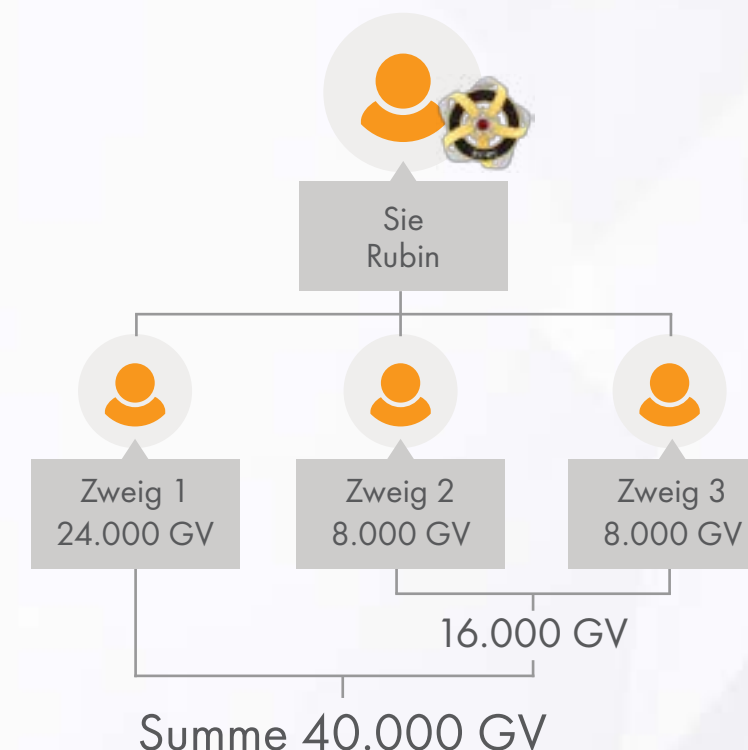 Sie
Rubin
Zweig 1
24.000 GV
Zweig 2
8.000 GV
Zweig 3
8.000 GV
16.000 GV
Summe 40.000 GV